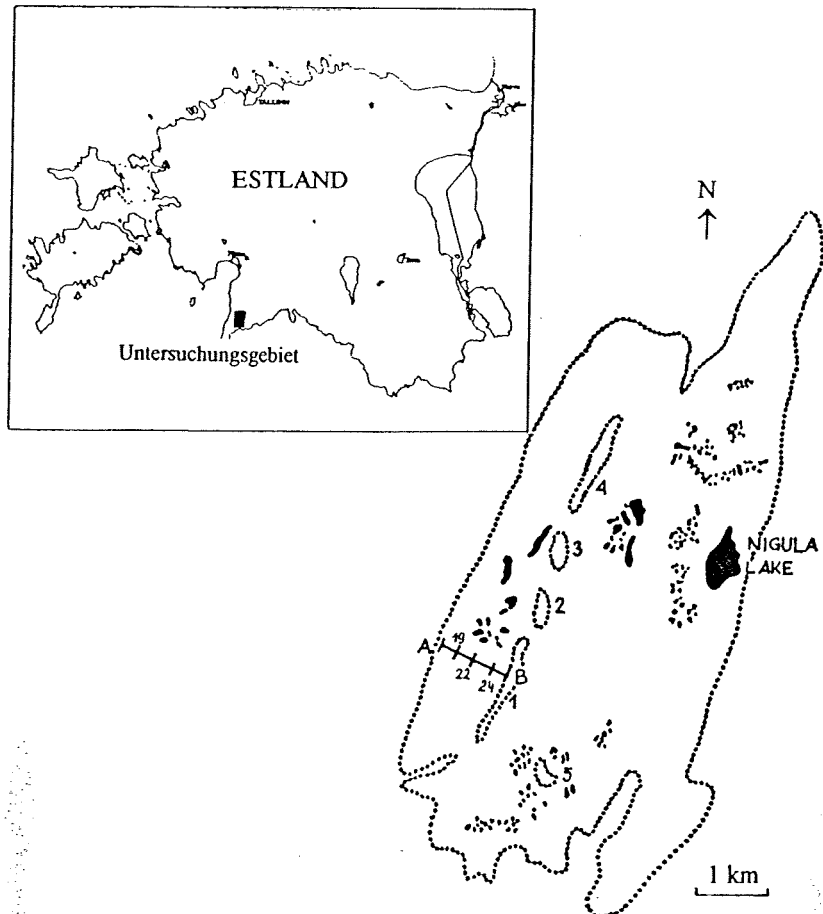 TALLINN
ESTLAND
Untersuchungsgebiet
N
4
3
2
NIGULA
LAKE
A
19
22
24
B
1
5
1 km